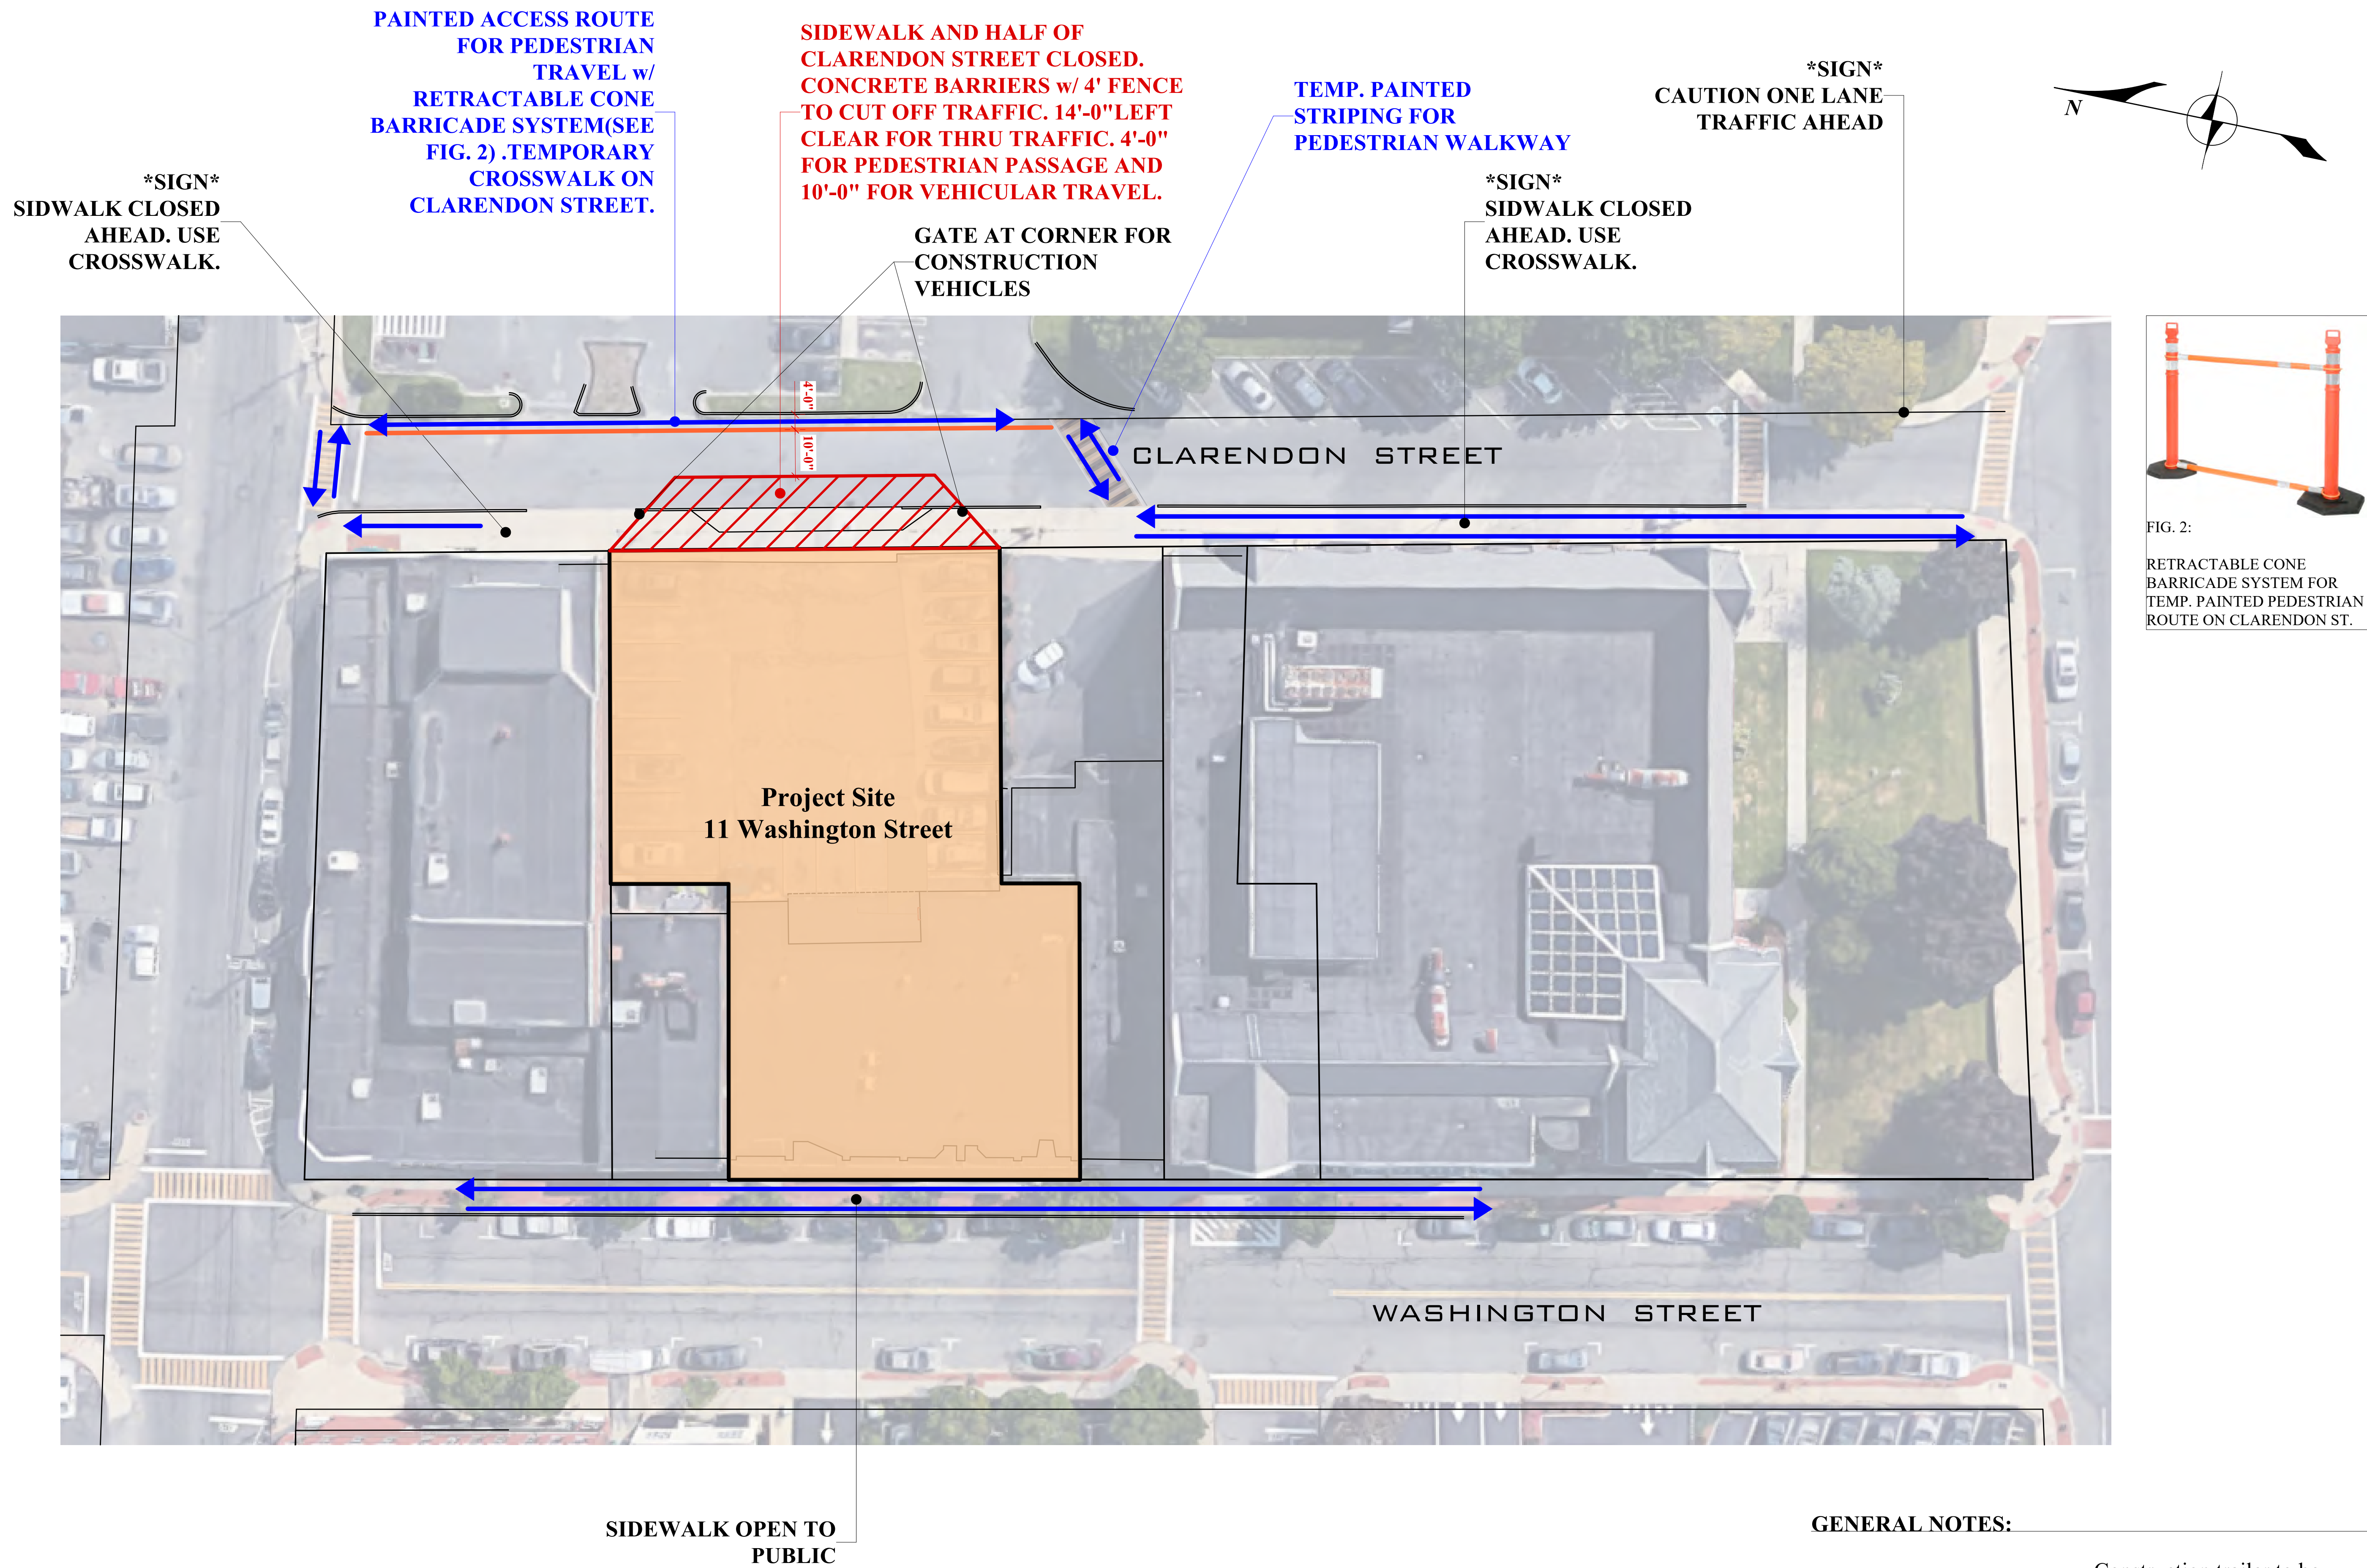 PAINTED ACCESS ROUTE
FOR PEDESTRIAN
TRAVEL w/
RETRACTABLE CONE
BARRICADE SYSTEM(SEE
FIG. 2) .TEMPORARY
CROSSWALK ON
CLARENDON STREET.
SIDEWALK AND HALF OF
CLARENDON STREET CLOSED.
CONCRETE BARRIERS w/ 4' FENCE
TO CUT OFF TRAFFIC. 14'-0"LEFT
CLEAR FOR THRU TRAFFIC. 4'-0"
FOR PEDESTRIAN PASSAGE AND
10'-0" FOR VEHICULAR TRAVEL.
TEMP. PAINTED
STRIPING FOR
PEDESTRIAN WALKWAY
*SIGN*
CAUTION ONE LANE
TRAFFIC AHEAD
N
*SIGN*
SIDWALK CLOSED
AHEAD. USE
CROSSWALK.
GATE AT CORNER FOR
CONSTRUCTION
VEHICLES
*SIGN*
SIDWALK CLOSED
AHEAD. USE
CROSSWALK.
4'-0"
10'-0"
CLARENDON STREET
FIG. 2:
RETRACTABLE CONE
BARRICADE SYSTEM FOR
TEMP. PAINTED PEDESTRIAN
ROUTE ON CLARENDON ST.
Project Site
11 Washington Street
WASHINGTON STREET
SIDEWALK OPEN TO
PUBLIC
GENERAL NOTES:
Construction trailer to be